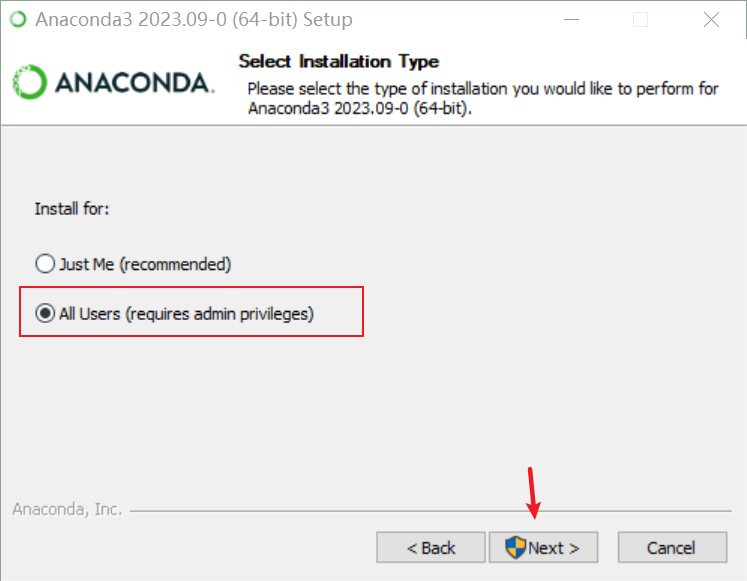 Anaconda3 2023.09-0 (64-bit) Setup
ANACONDA.
Select Installation Type
Please select the type of installation you would like to perform for
Anaconda3 2023.09-0 (64-bit).
Install for:
Just Me (recommended)
All Users (requires admin privileges)
Anaconda, Inc.
< Back
Next >
Cancel